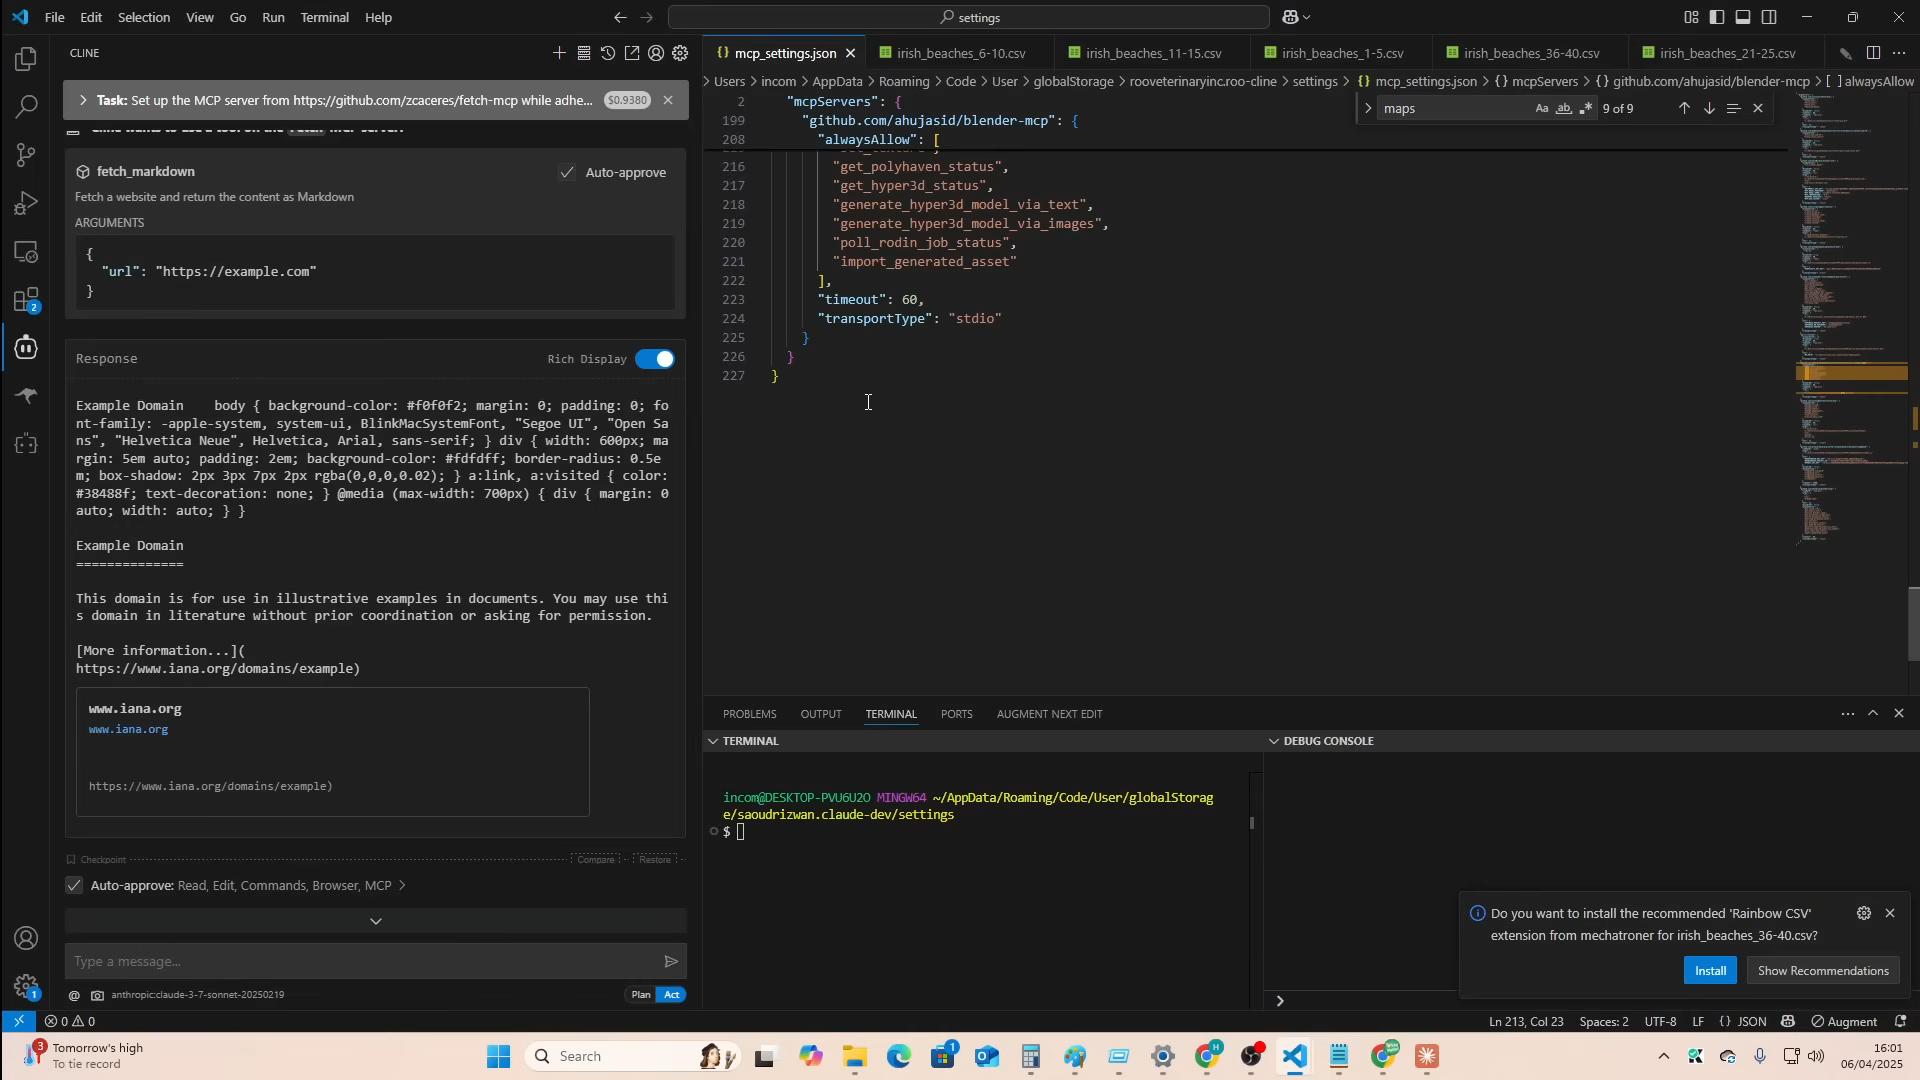 File Edit Selection View Go Run Terminal Help
settings
CLINE
Task: Set up the MCP server from https://github.com/zcaceres/fetch-mcp while adhe... $0.9380
fetch_markdown
Auto-approve
Fetch a website and return the content as Markdown
ARGUMENTS
{
"url": "https://example.com"
}
Response
Rich Display
Example Domain    body { background-color: #f0f0f2; margin: 0; padding: 0; fo
nt-family: -apple-system, system-ui, BlinkMacSystemFont, "Segoe UI", "Open Sa
ns", "Helvetica Neue", Helvetica, Arial, sans-serif; } div { width: 600px; ma
rgin: 5em auto; padding: 2em; background-color: #fdfdff; border-radius: 0.5e
m; box-shadow: 2px 3px 7px 2px rgba(0,0,0,0.02); } a:link, a:visited { color:
#38488f; text-decoration: none; } @media (max-width: 700px) { div { margin: 0
auto; width: auto; } }
Example Domain
==============
This domain is for use in illustrative examples in documents. You may use thi
s domain in literature without prior coordination or asking for permission.
[More information...](
https://www.iana.org/domains/example)
www.iana.org
www.iana.org
https://www.iana.org/domains/example)
Checkpoint
Compare
Restore
Auto-approve: Read, Edit, Commands, Browser, MCP
Type a message...
@ anthropic:claude-3-7-sonnet-20250219
Plan Act
mcp_settings.json
irish_beaches_6-10.csv
irish_beaches_11-15.csv
irish_beaches_1-5.csv
irish_beaches_36-40.csv
irish_beaches_21-25.csv
Users > incom > AppData > Roaming > Code > User > globalStorage > rooveterinaryinc.roo-cline > settings > {} mcp_settings.json > {} mcpServers > {} github.com/ahujasid/blender-mcp > [ ] alwaysAllow
maps
Aa ab .* 9 of 9
2 "mcpServers": {
199 "github.com/ahujasid/blender-mcp": {
208 "alwaysAllow": [
216 "get_polyhaven_status",
217 "get_hyper3d_status",
218 "generate_hyper3d_model_via_text",
219 "generate_hyper3d_model_via_images",
220 "poll_rodin_job_status",
221 "import_generated_asset"
222 ],
223 "timeout": 60,
224 "transportType": "stdio"
225 }
226 }
227 }
PROBLEMS OUTPUT TERMINAL PORTS AUGMENT NEXT EDIT
TERMINAL
incom@DESKTOP-PVU6U2O MINGW64 ~/AppData/Roaming/Code/User/globalStorag
e/saoudrizwan.claude-dev/settings
$
DEBUG CONSOLE
Do you want to install the recommended 'Rainbow CSV'
extension from mechatroner for irish_beaches_36-40.csv?
Install
Show Recommendations
0 0
Ln 213, Col 23 Spaces: 2 UTF-8 LF {} JSON Augment
3
Tomorrow's high
To tie record
Search
16:01
06/04/2025